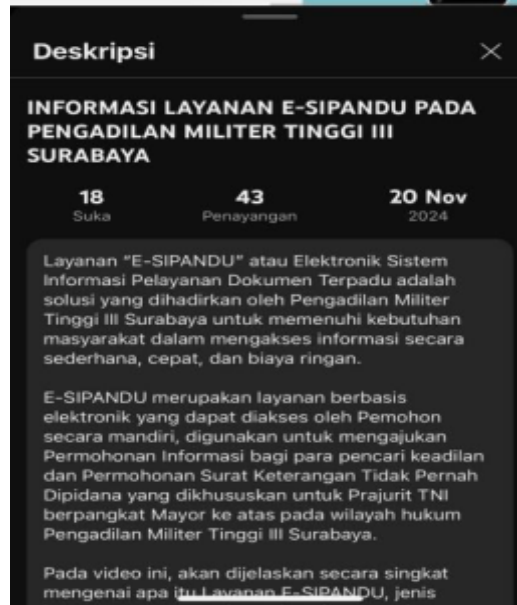 Deskripsi
INFORMASI LAYANAN E-SIPANDU PADA
PENGADILAN MILITER TINGGI III
SURABAYA
18 43 20 Nov
Suka Penayangan 2024
Layanan "E-SIPANDU" atau Elektronik Sistem
Informasi Pelayanan Dokumen Terpadu adalah
solusi yang dihadirkan oleh Pengadilan Militer
Tinggi III Surabaya untuk memenuhi kebutuhan
masyarakat dalam mengakses informasi secara
sederhana, cepat, dan biaya ringan.
E-SIPANDU merupakan layanan berbasis
elektronik yang dapat diakses oleh Pemohon
secara mandiri, digunakan untuk mengajukan
Permohonan Informasi bagi para pencari keadilan
dan Permohonan Surat Keterangan Tidak Pernah
Dipidana yang dikhususkan untuk Prajurit TNI
berpangkat Mayor ke atas pada wilayah hukum
Pengadilan Militer Tinggi III Surabaya.
Pada video ini, akan dijelaskan secara singkat
mengenai apa itu Layanan E-SIPANDU, jenis